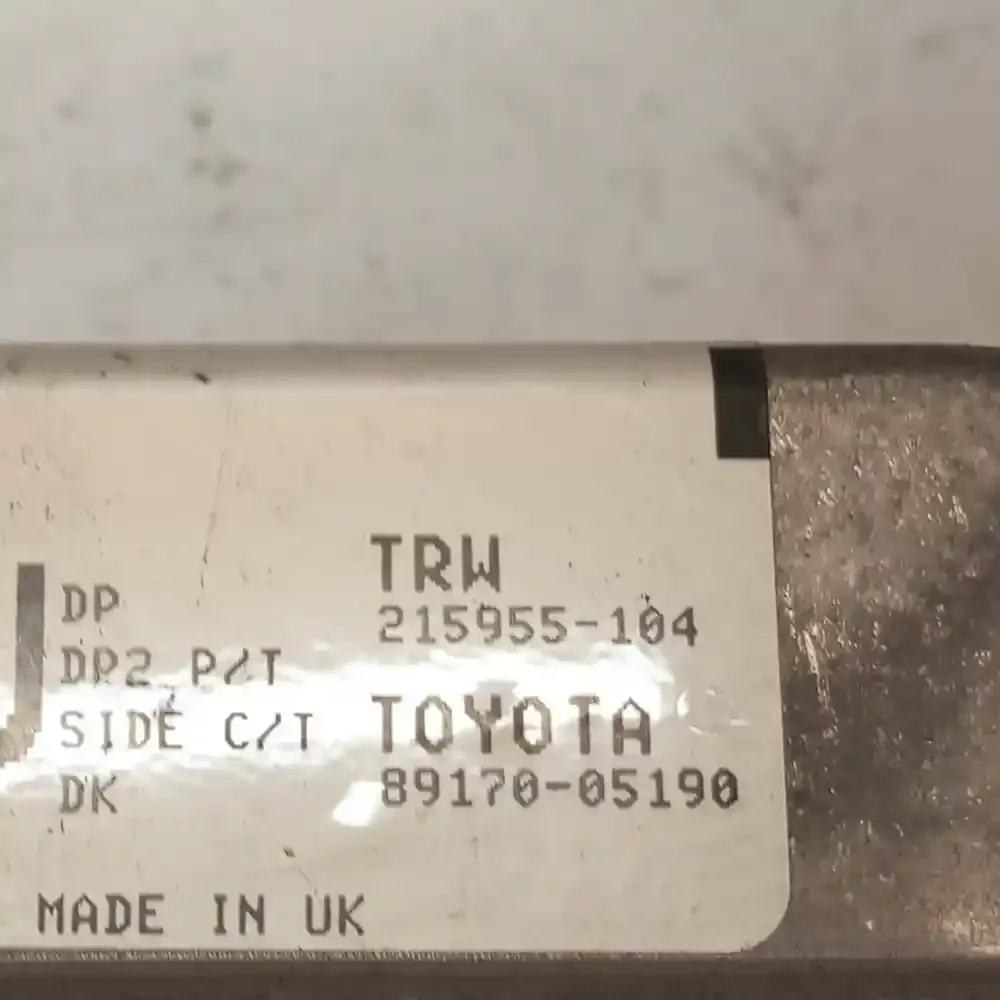 DP
DP2 P/T
SIDE C/T
DK
TRW
215955-104
TOYOTA
89170-05190
MADE IN UK